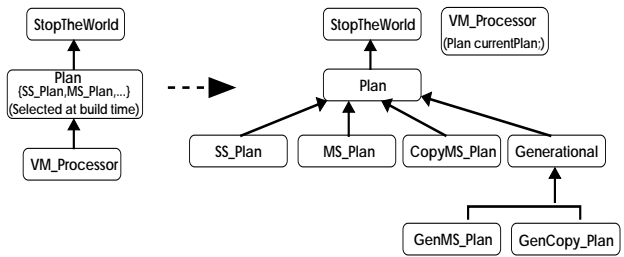 StopTheWorld
Plan
{SS_Plan,MS_Plan,...}
(Selected at build time)
VM_Processor
StopTheWorld
VM_Processor
(Plan currentPlan;)
Plan
SS_Plan
MS_Plan
CopyMS_Plan
Generational
GenMS_Plan
GenCopy_Plan